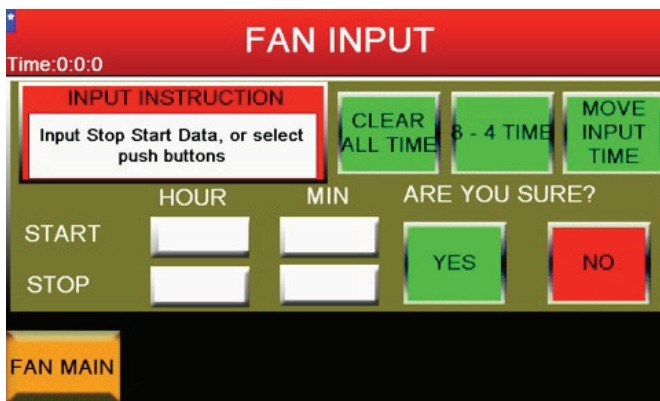 *
FAN INPUT
Time:0:0:0
INPUT INSTRUCTION
Input Stop Start Data, or select
push buttons
CLEAR
ALL TIME
8 - 4 TIME
MOVE
INPUT
TIME
HOUR
MIN
ARE YOU SURE?
START
YES
NO
STOP
FAN MAIN